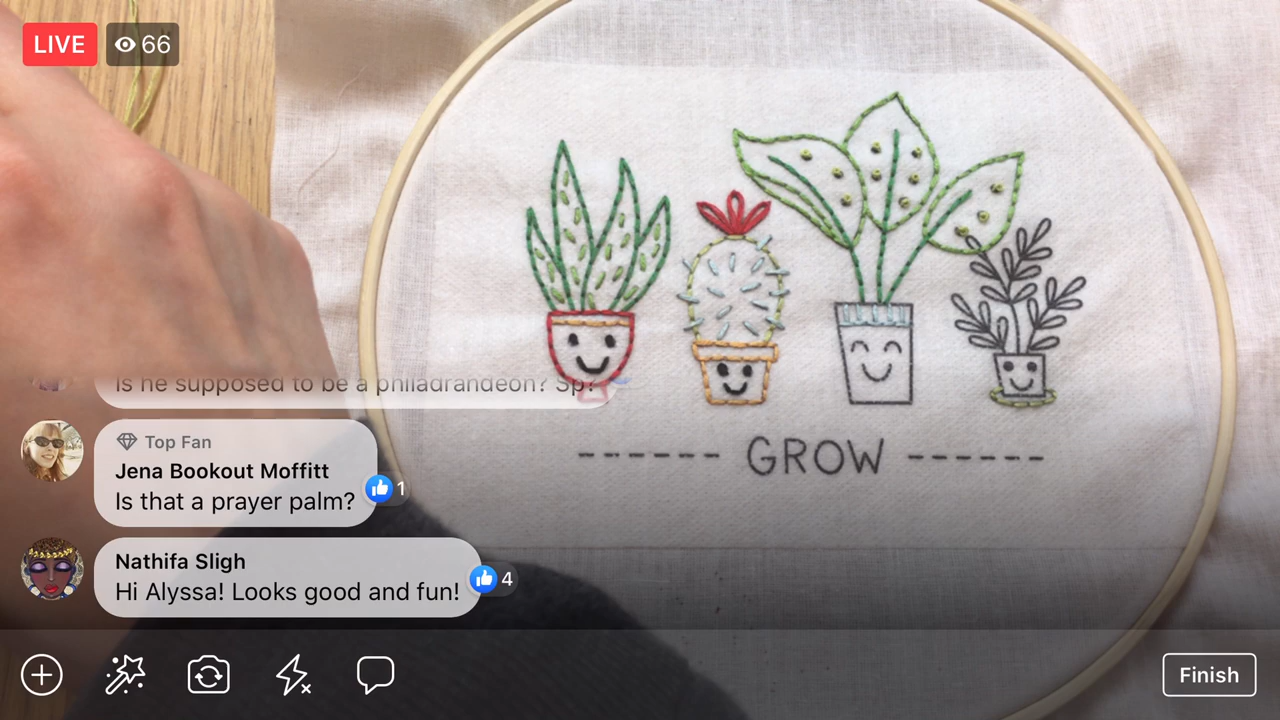 LIVE
66
Is he supposed to be a philadrandeon? Sp?
Top Fan
Jena Bookout Moffitt
Is that a prayer palm?
1
Nathifa Sligh
Hi Alyssa! Looks good and fun!
4
------ GROW ------
Finish